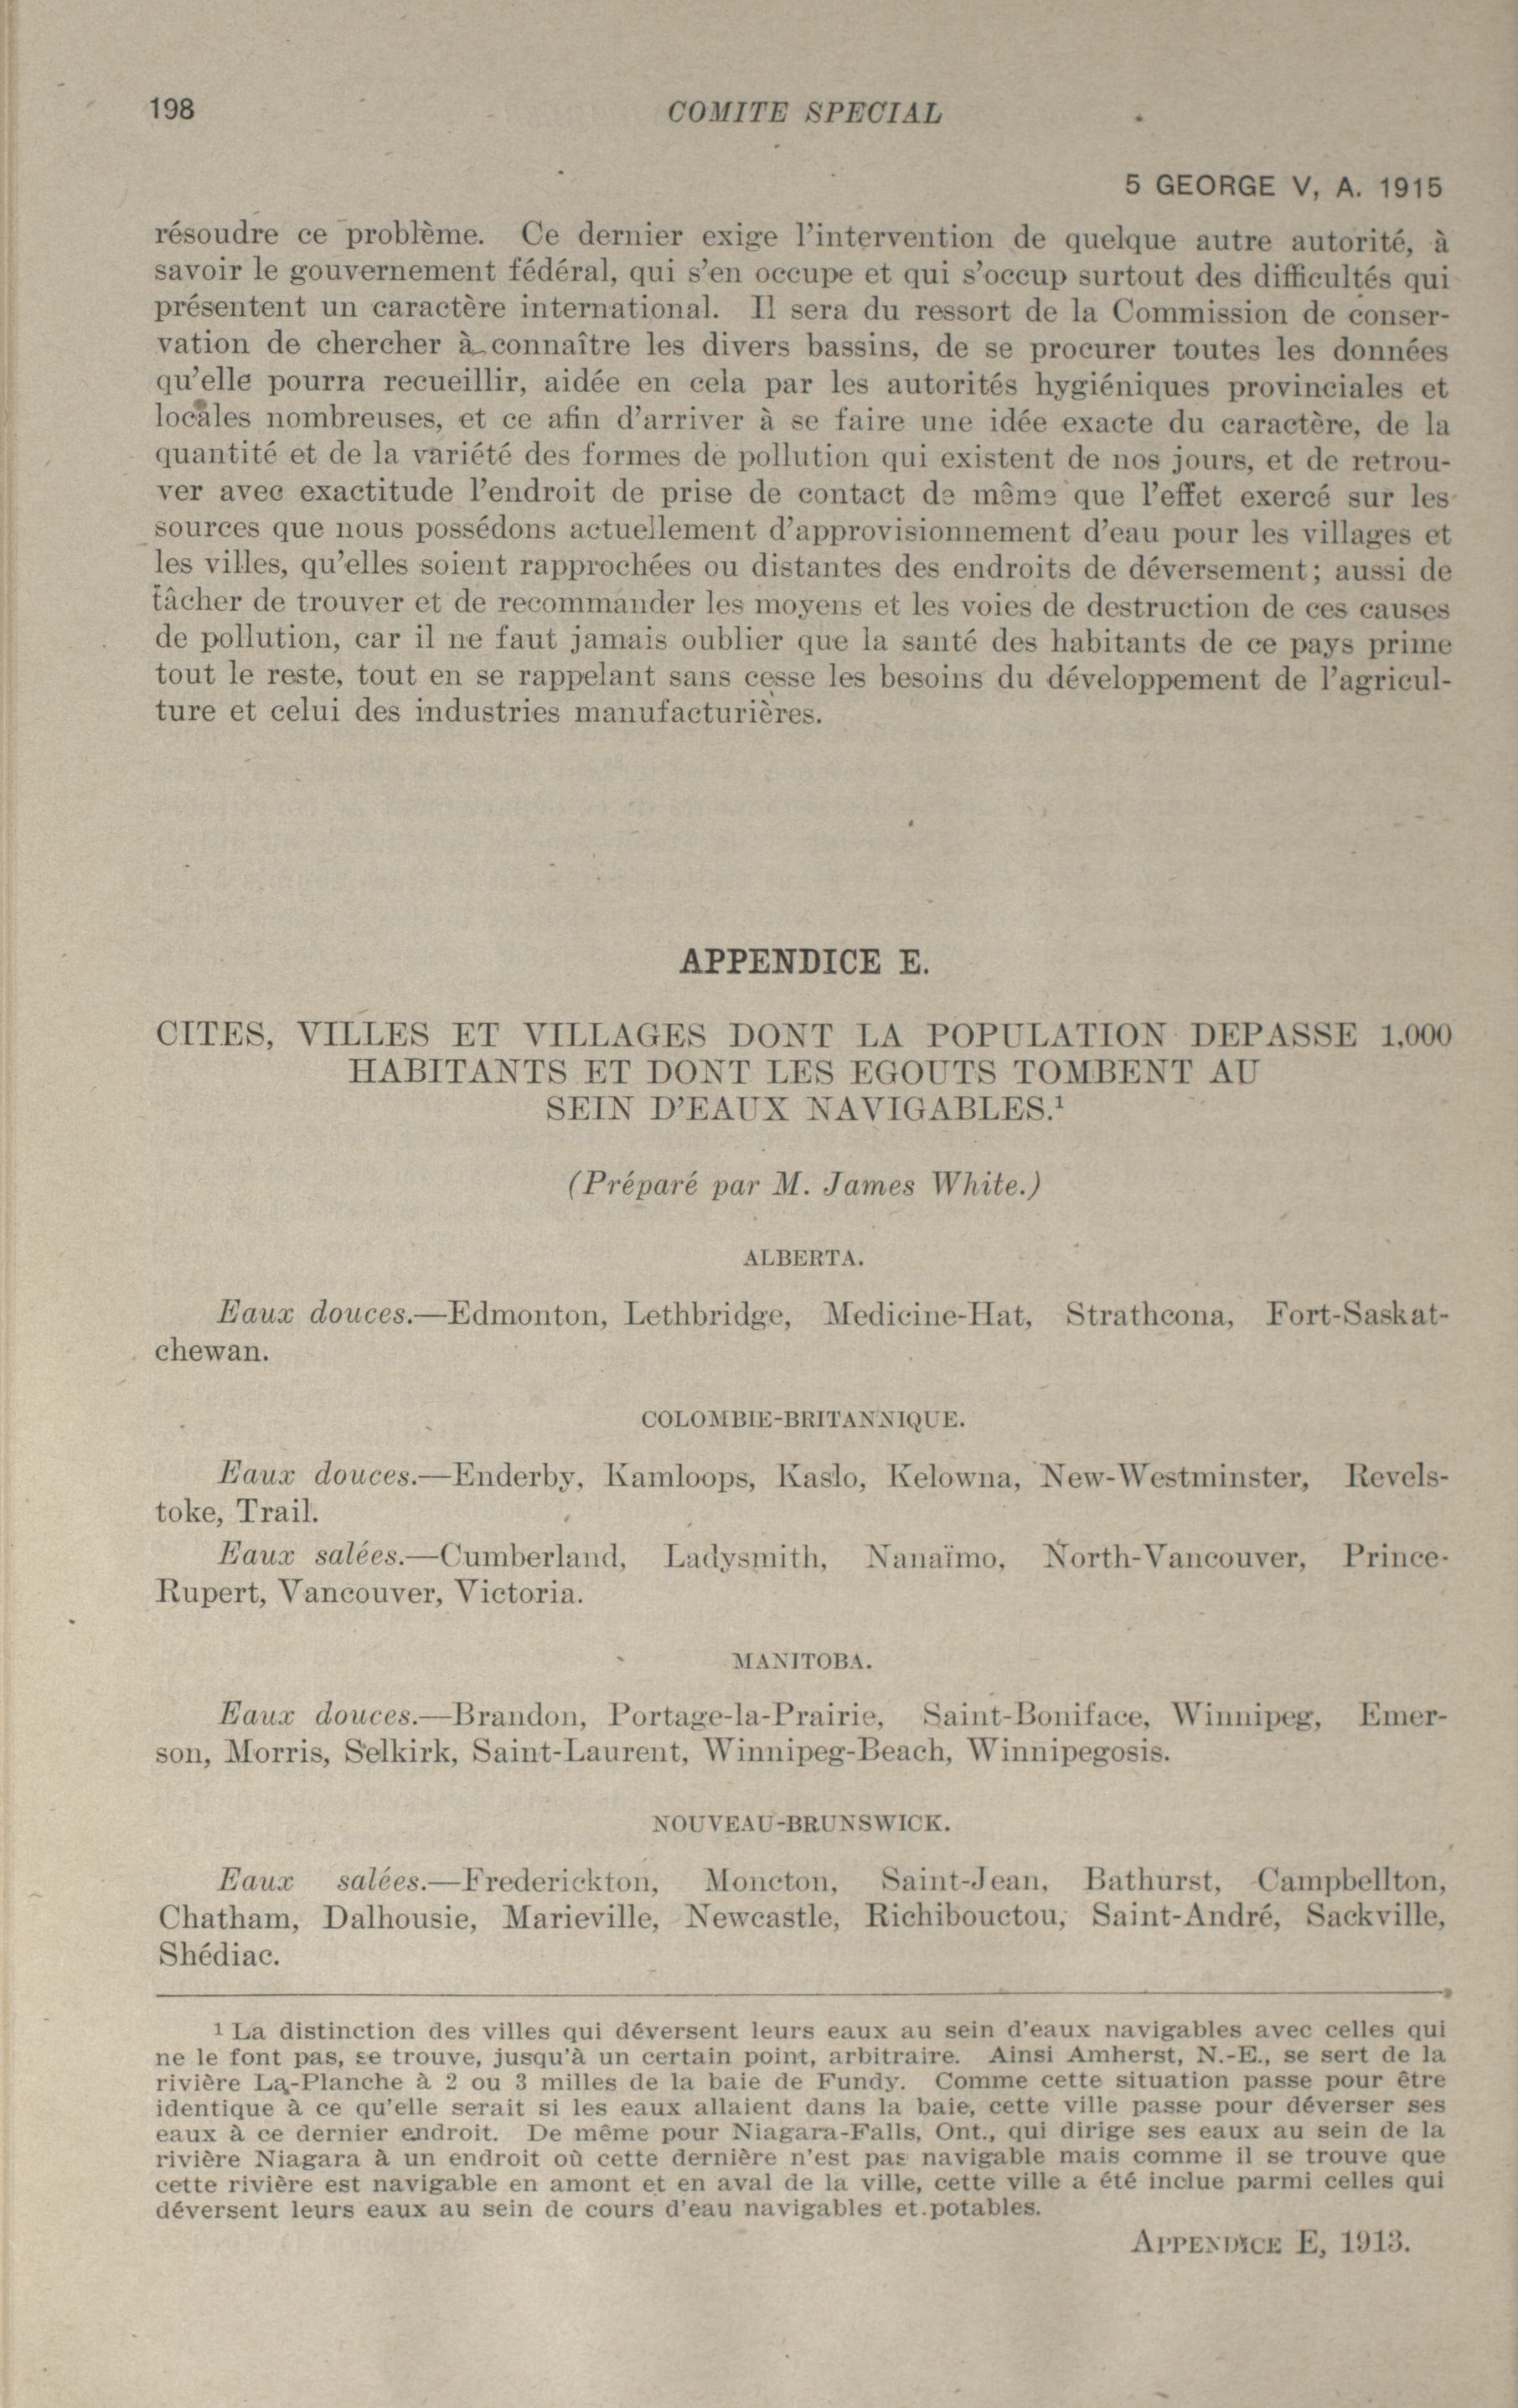 198
COMITE SPECIAL
5 GEORGE V, A. 1915
résoudre ce problème. Ce dernier exige l'intervention de quelque autre autorité, à
savoir le gouvernement fédéral, qui s'en occupe et qui s'occup surtout des difficultés qui
présentent un caractère international. Il sera du ressort de la Commission de conser-
vation de chercher à connaître les divers bassins, de se procurer toutes les données
qu'elle pourra recueillir, aidée en cela par les autorités hygiéniques provinciales et
locales nombreuses, et ce afin d'arriver à se faire une idée exacte du caractère, de la
quantité et de la variété des formes de pollution qui existent de nos jours, et de retrou-
ver avec exactitude l'endroit de prise de contact de même que l'effet exercé sur les
sources que nous possédons actuellement d'approvisionnement d'eau pour les villages et
les villes, qu'elles soient rapprochées ou distantes des endroits de déversement; aussi de
tâcher de trouver et de recommander les moyens et les voies de destruction de ces causes
de pollution, car il ne faut jamais oublier que la santé des habitants de ce pays prime
tout le reste, tout en se rappelant sans cesse les besoins du développement de l'agricul-
ture et celui des industries manufacturières.
APPENDICE E.
CITES, VILLES ET VILLAGES DONT LA POPULATION DEPASSE 1,000
HABITANTS ET DONT LES EGOUTS TOMBENT AU
SEIN D'EAUX NAVIGABLES.¹
(Préparé par M. James White.)
ALBERTA.
Eaux douces.—Edmonton, Lethbridge, Medicine-Hat, Strathcona, Fort-Saskat-
chewan.
COLOMBIE-BRITANNIQUE.
Eaux douces.—Enderby, Kamloops, Kaslo, Kelowna, New-Westminster, Revels-
toke, Trail.
Eaux salées.—Cumberland, Ladysmith, Nanaïmo, North-Vancouver, Prince-
Rupert, Vancouver, Victoria.
MANITOBA.
Eaux douces.—Brandon, Portage-la-Prairie, Saint-Boniface, Winnipeg, Emer-
son, Morris, Selkirk, Saint-Laurent, Winnipeg-Beach, Winnipegosis.
NOUVEAU-BRUNSWICK.
Eaux salées.—Frederickton, Moncton, Saint-Jean, Bathurst, Campbellton,
Chatham, Dalhousie, Marieville, Newcastle, Richibouctou, Saint-André, Sackville,
Shédiac.
¹ La distinction des villes qui déversent leurs eaux au sein d'eaux navigables avec celles qui
ne le font pas, se trouve, jusqu'à un certain point, arbitraire. Ainsi Amherst, N.-E., se sert de la
rivière La-Planche à 2 ou 3 milles de la baie de Fundy. Comme cette situation passe pour être
identique à ce qu'elle serait si les eaux allaient dans la baie, cette ville passe pour déverser ses
eaux à ce dernier endroit. De même pour Niagara-Falls, Ont., qui dirige ses eaux au sein de la
rivière Niagara à un endroit où cette dernière n'est pas navigable mais comme il se trouve que
cette rivière est navigable en amont et en aval de la ville, cette ville a été inclue parmi celles qui
déversent leurs eaux au sein de cours d'eau navigables et potables.
APPENDICE E, 1913.